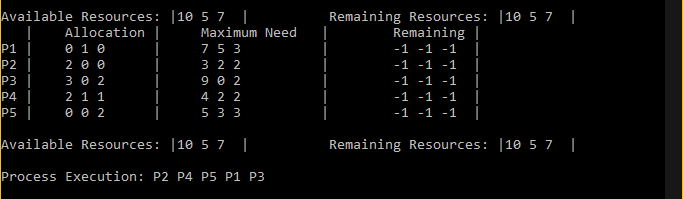 Available Resources: |10 5 7  |          Remaining Resources: |10 5 7  |
   |    Allocation |     Maximum Need   |        Remaining |
P1 |    0 1 0      |     7 5 3          |        -1 -1 -1  |
P2 |    2 0 0      |     3 2 2          |        -1 -1 -1  |
P3 |    3 0 2      |     9 0 2          |        -1 -1 -1  |
P4 |    2 1 1      |     4 2 2          |        -1 -1 -1  |
P5 |    0 0 2      |     5 3 3          |        -1 -1 -1  |
Available Resources: |10 5 7  |          Remaining Resources: |10 5 7  |
Process Execution: P2 P4 P5 P1 P3